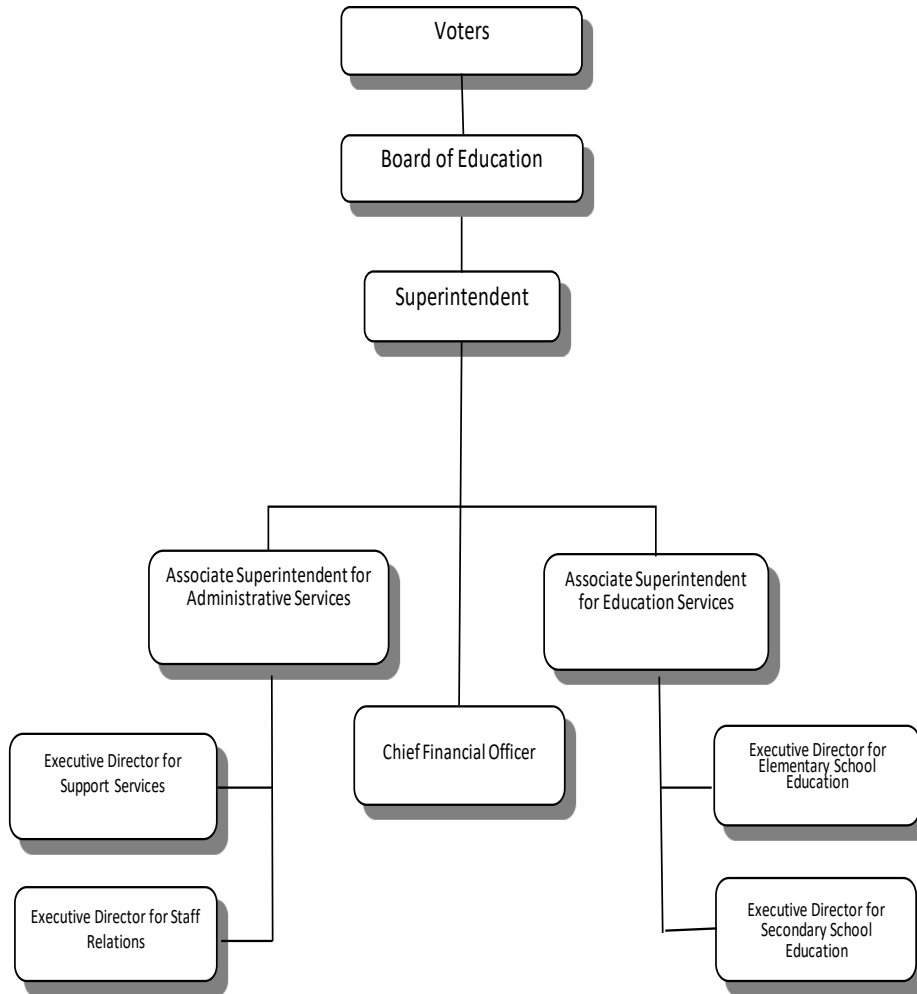 Voters
Board of Education
Superintendent
Associate Superintendent for
Administrative Services
Associate Superintendent
for Education Services
Chief Financial Officer
Executive Director for
Support Services
Executive Director for
Elementary School
Education
Executive Director for Staff
Relations
Executive Director for
Secondary School
Education